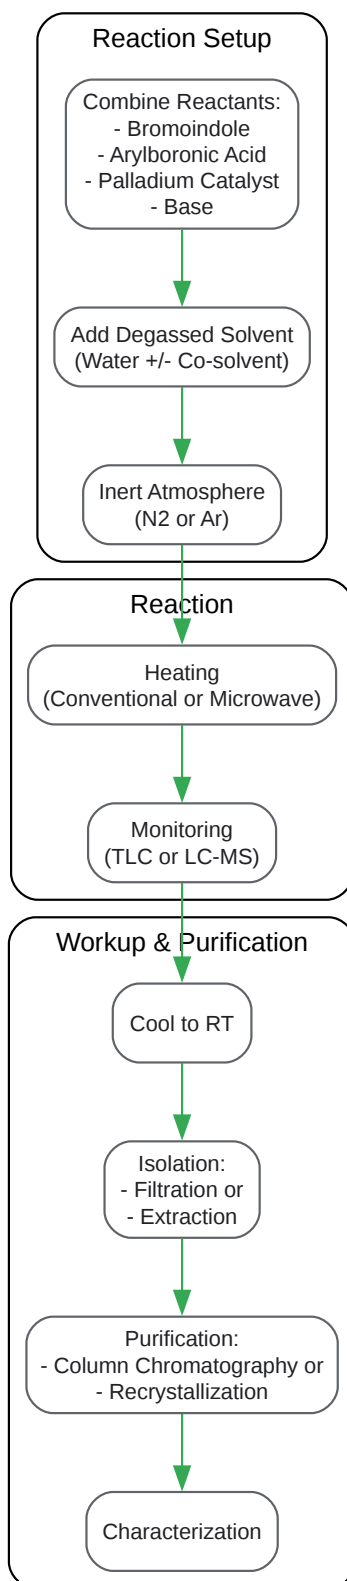 Reaction Setup
Combine Reactants:
- Bromoindole
- Arylboronic Acid
- Palladium Catalyst
- Base
Add Degassed Solvent
(Water +/- Co-solvent)
Inert Atmosphere
(N2 or Ar)
Reaction
Heating
(Conventional or Microwave)
Monitoring
(TLC or LC-MS)
Workup & Purification
Cool to RT
Isolation:
- Filtration or
- Extraction
Purification:
- Column Chromatography or
- Recrystallization
Characterization